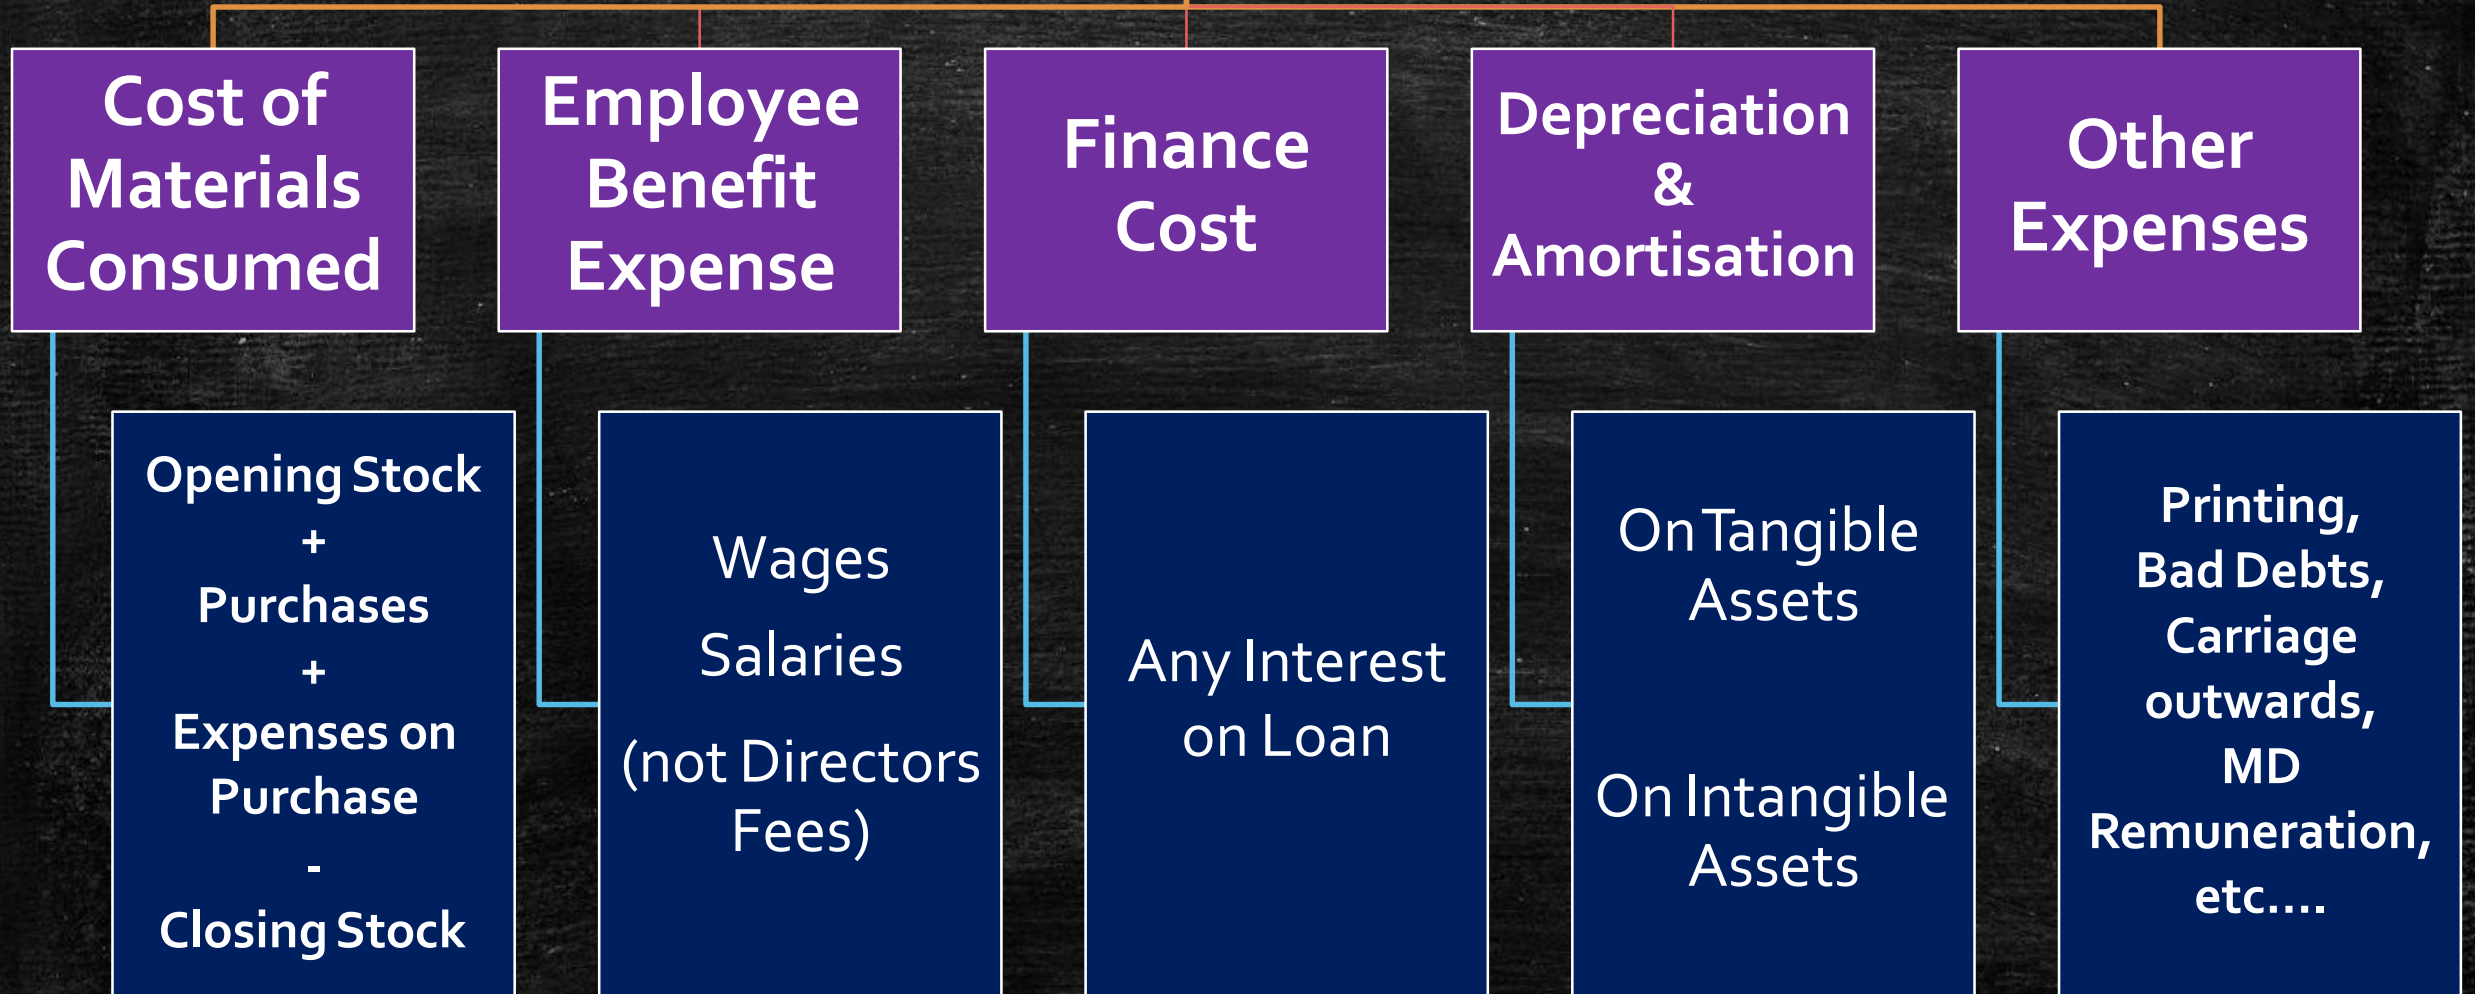 Cost of
Materials
Consumed
Employee
Benefit
Expense
Finance
Cost
Depreciation
&
Amortisation
Other
Expenses
Opening Stock
+
Purchases
+
Expenses on
Purchase
-
Closing Stock
Wages
Salaries
(not Directors
Fees)
Any Interest
on Loan
On Tangible
Assets
On Intangible
Assets
Printing,
Bad Debts,
Carriage
outwards,
MD
Remuneration,
etc....